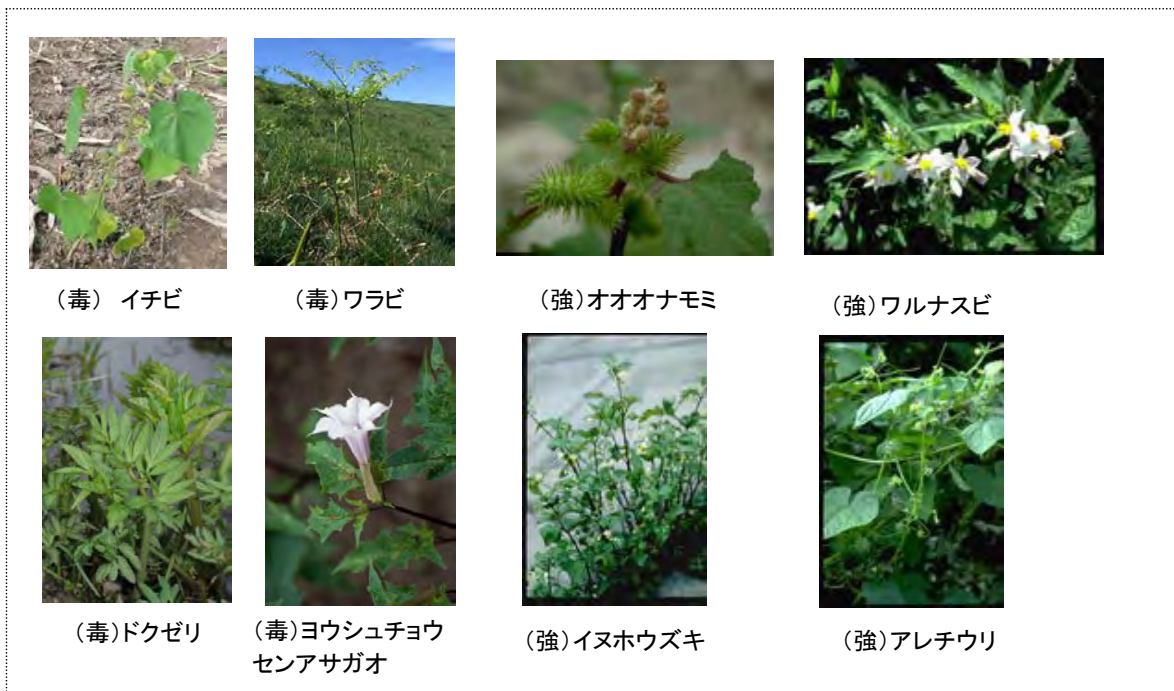 （毒） イチビ
（毒）ワラビ
（強）オオオナモミ
（強）ワルナスビ
（毒）ドクゼリ
（毒）ヨウシュチョウ
センアサガオ
（強）イヌホウズキ
（強）アレチウリ